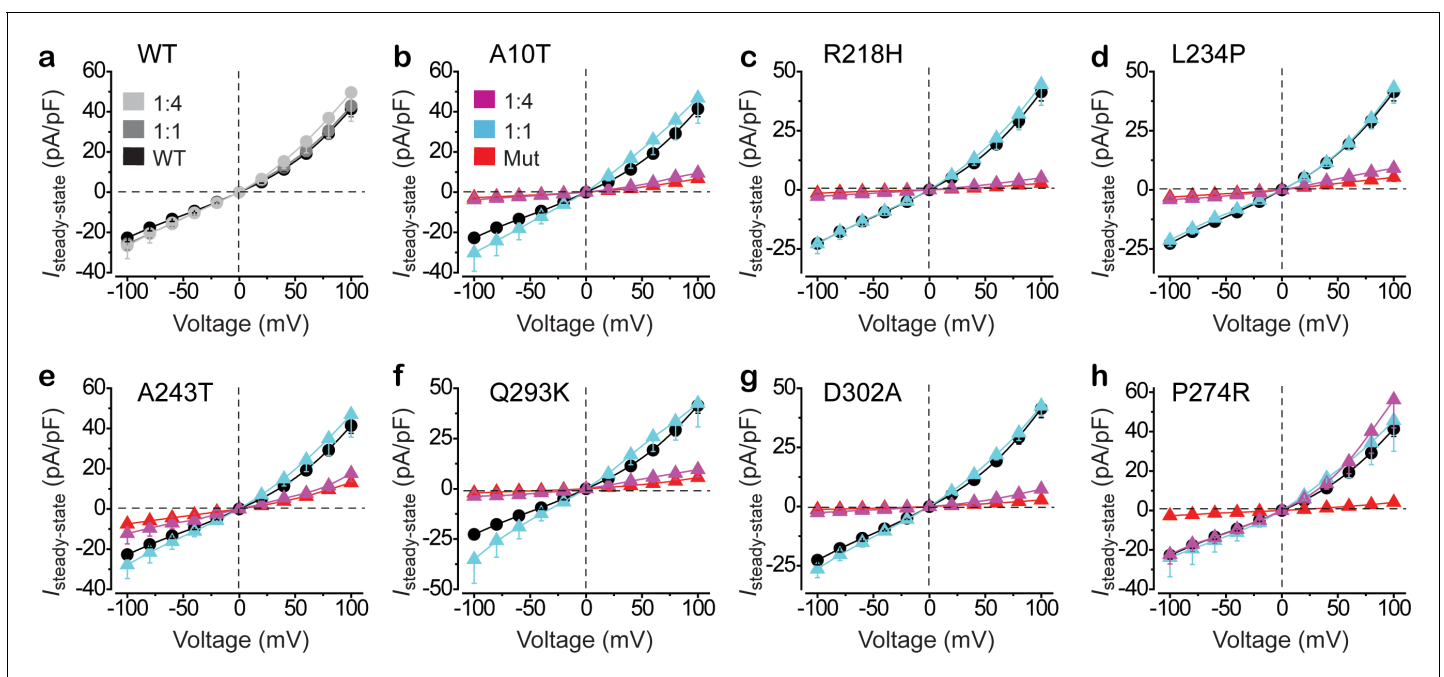 a WT
60
40
20
0
-20
-40
1:4
1:1
WT
I steady-state (pA/pF)
-100 -50 0 50 100
Voltage (mV)
b A10T
60
40
20
0
-20
-40
1:4
1:1
Mut
I steady-state (pA/pF)
-100 -50 0 50 100
Voltage (mV)
c R218H
50
25
0
-25
I steady-state (pA/pF)
-100 -50 0 50 100
Voltage (mV)
d L234P
50
25
0
-25
I steady-state (pA/pF)
-100 -50 0 50 100
Voltage (mV)
e A243T
60
40
20
0
-20
-40
I steady-state (pA/pF)
-100 -50 0 50 100
Voltage (mV)
f Q293K
50
25
0
-25
-50
I steady-state (pA/pF)
-100 -50 0 50 100
Voltage (mV)
g D302A
50
25
0
-25
I steady-state (pA/pF)
-100 -50 0 50 100
Voltage (mV)
h P274R
60
40
20
0
-20
-40
I steady-state (pA/pF)
-100 -50 0 50 100
Voltage (mV)